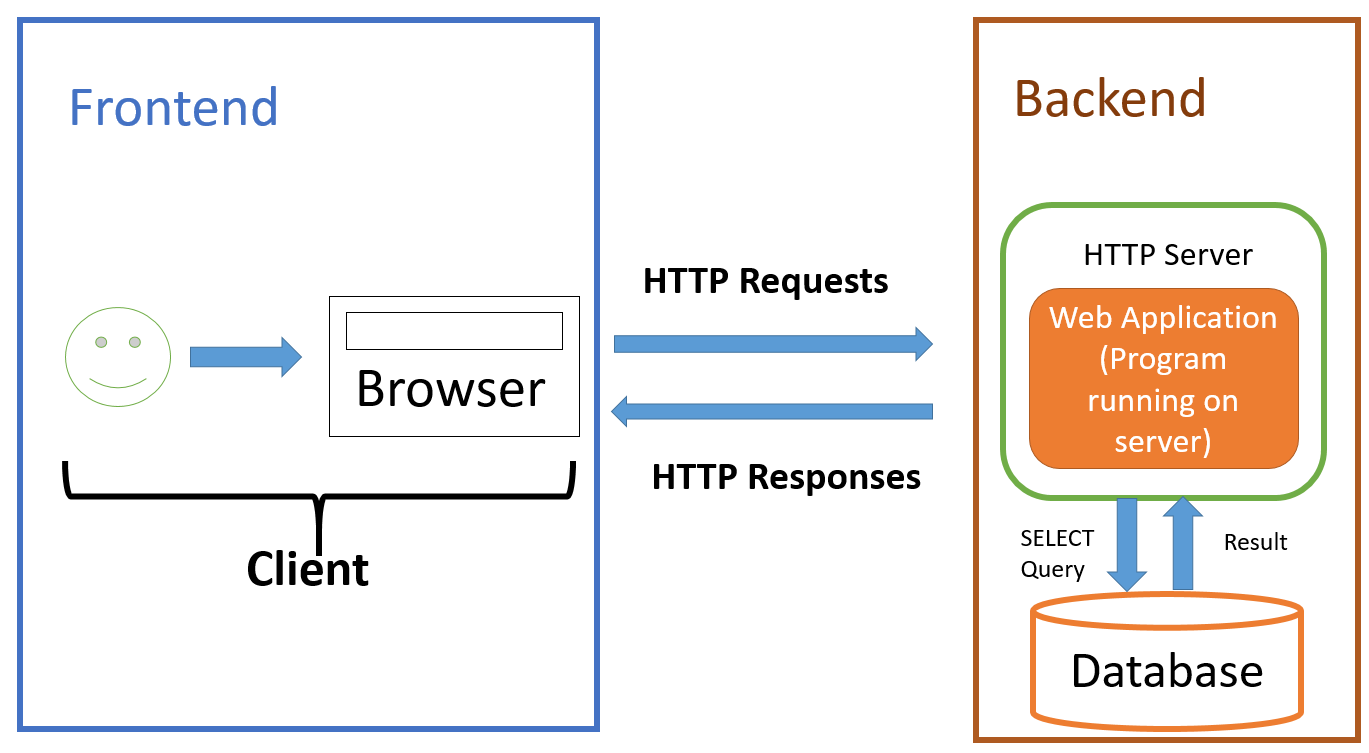 Frontend
Browser
Client
HTTP Requests
HTTP Responses
Backend
HTTP Server
Web Application
(Program
running on
server)
SELECT
Query
Result
Database